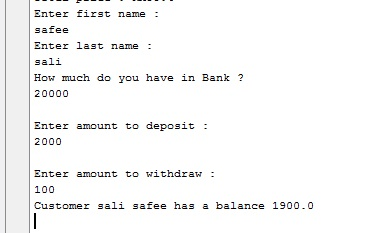 Enter first name :
safee
Enter last name :
sali
How much do you have in Bank ?
20000
Enter amount to deposit :
2000
Enter amount to withdraw :
100
Customer sali safee has a balance 1900.0